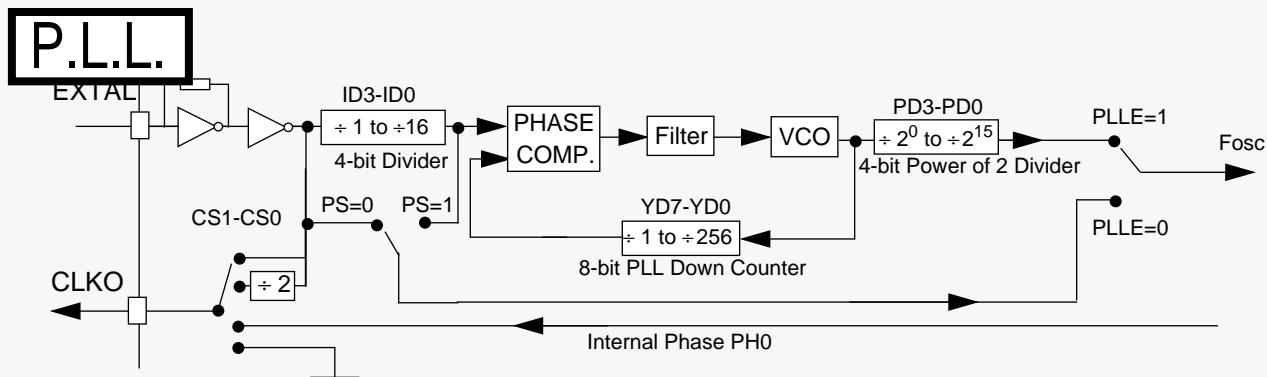 P.L.L.
EXTAL
ID3-ID0
÷ 1 to ÷16
4-bit Divider
PHASE
COMP.
Filter
VCO
PD3-PD0
÷ 2⁰ to ÷2¹⁵
4-bit Power of 2 Divider
PLLE=1
Fosc
CS1-CS0
PS=0
PS=1
YD7-YD0
÷ 1 to ÷256
8-bit PLL Down Counter
PLLE=0
CLKO
÷ 2
Internal Phase PH0